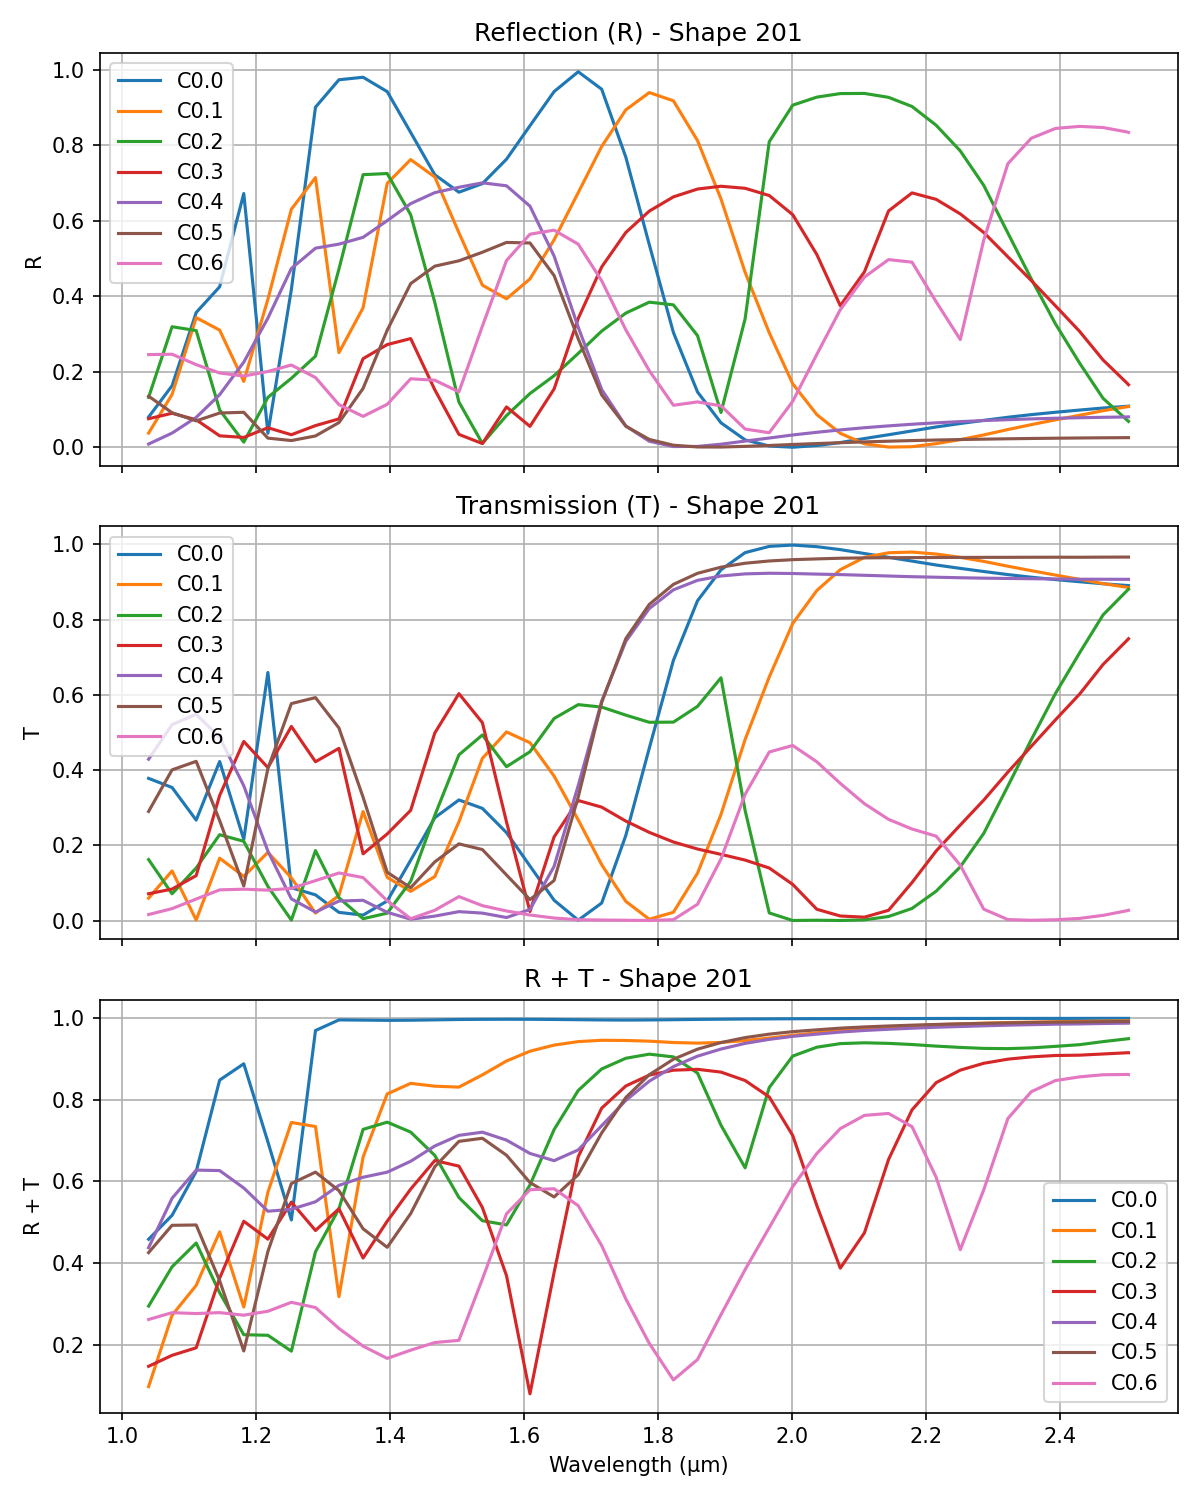 Reflection (R) - Shape 201
1.0
0.8
0.6
0.4
0.2
0.0
R
C0.0
C0.1
C0.2
C0.3
C0.4
C0.5
C0.6
Transmission (T) - Shape 201
1.0
0.8
0.6
0.4
0.2
0.0
T
C0.0
C0.1
C0.2
C0.3
C0.4
C0.5
C0.6
R + T - Shape 201
1.0
0.8
0.6
0.4
0.2
R + T
C0.0
C0.1
C0.2
C0.3
C0.4
C0.5
C0.6
1.0 1.2 1.4 1.6 1.8 2.0 2.2 2.4
Wavelength (µm)